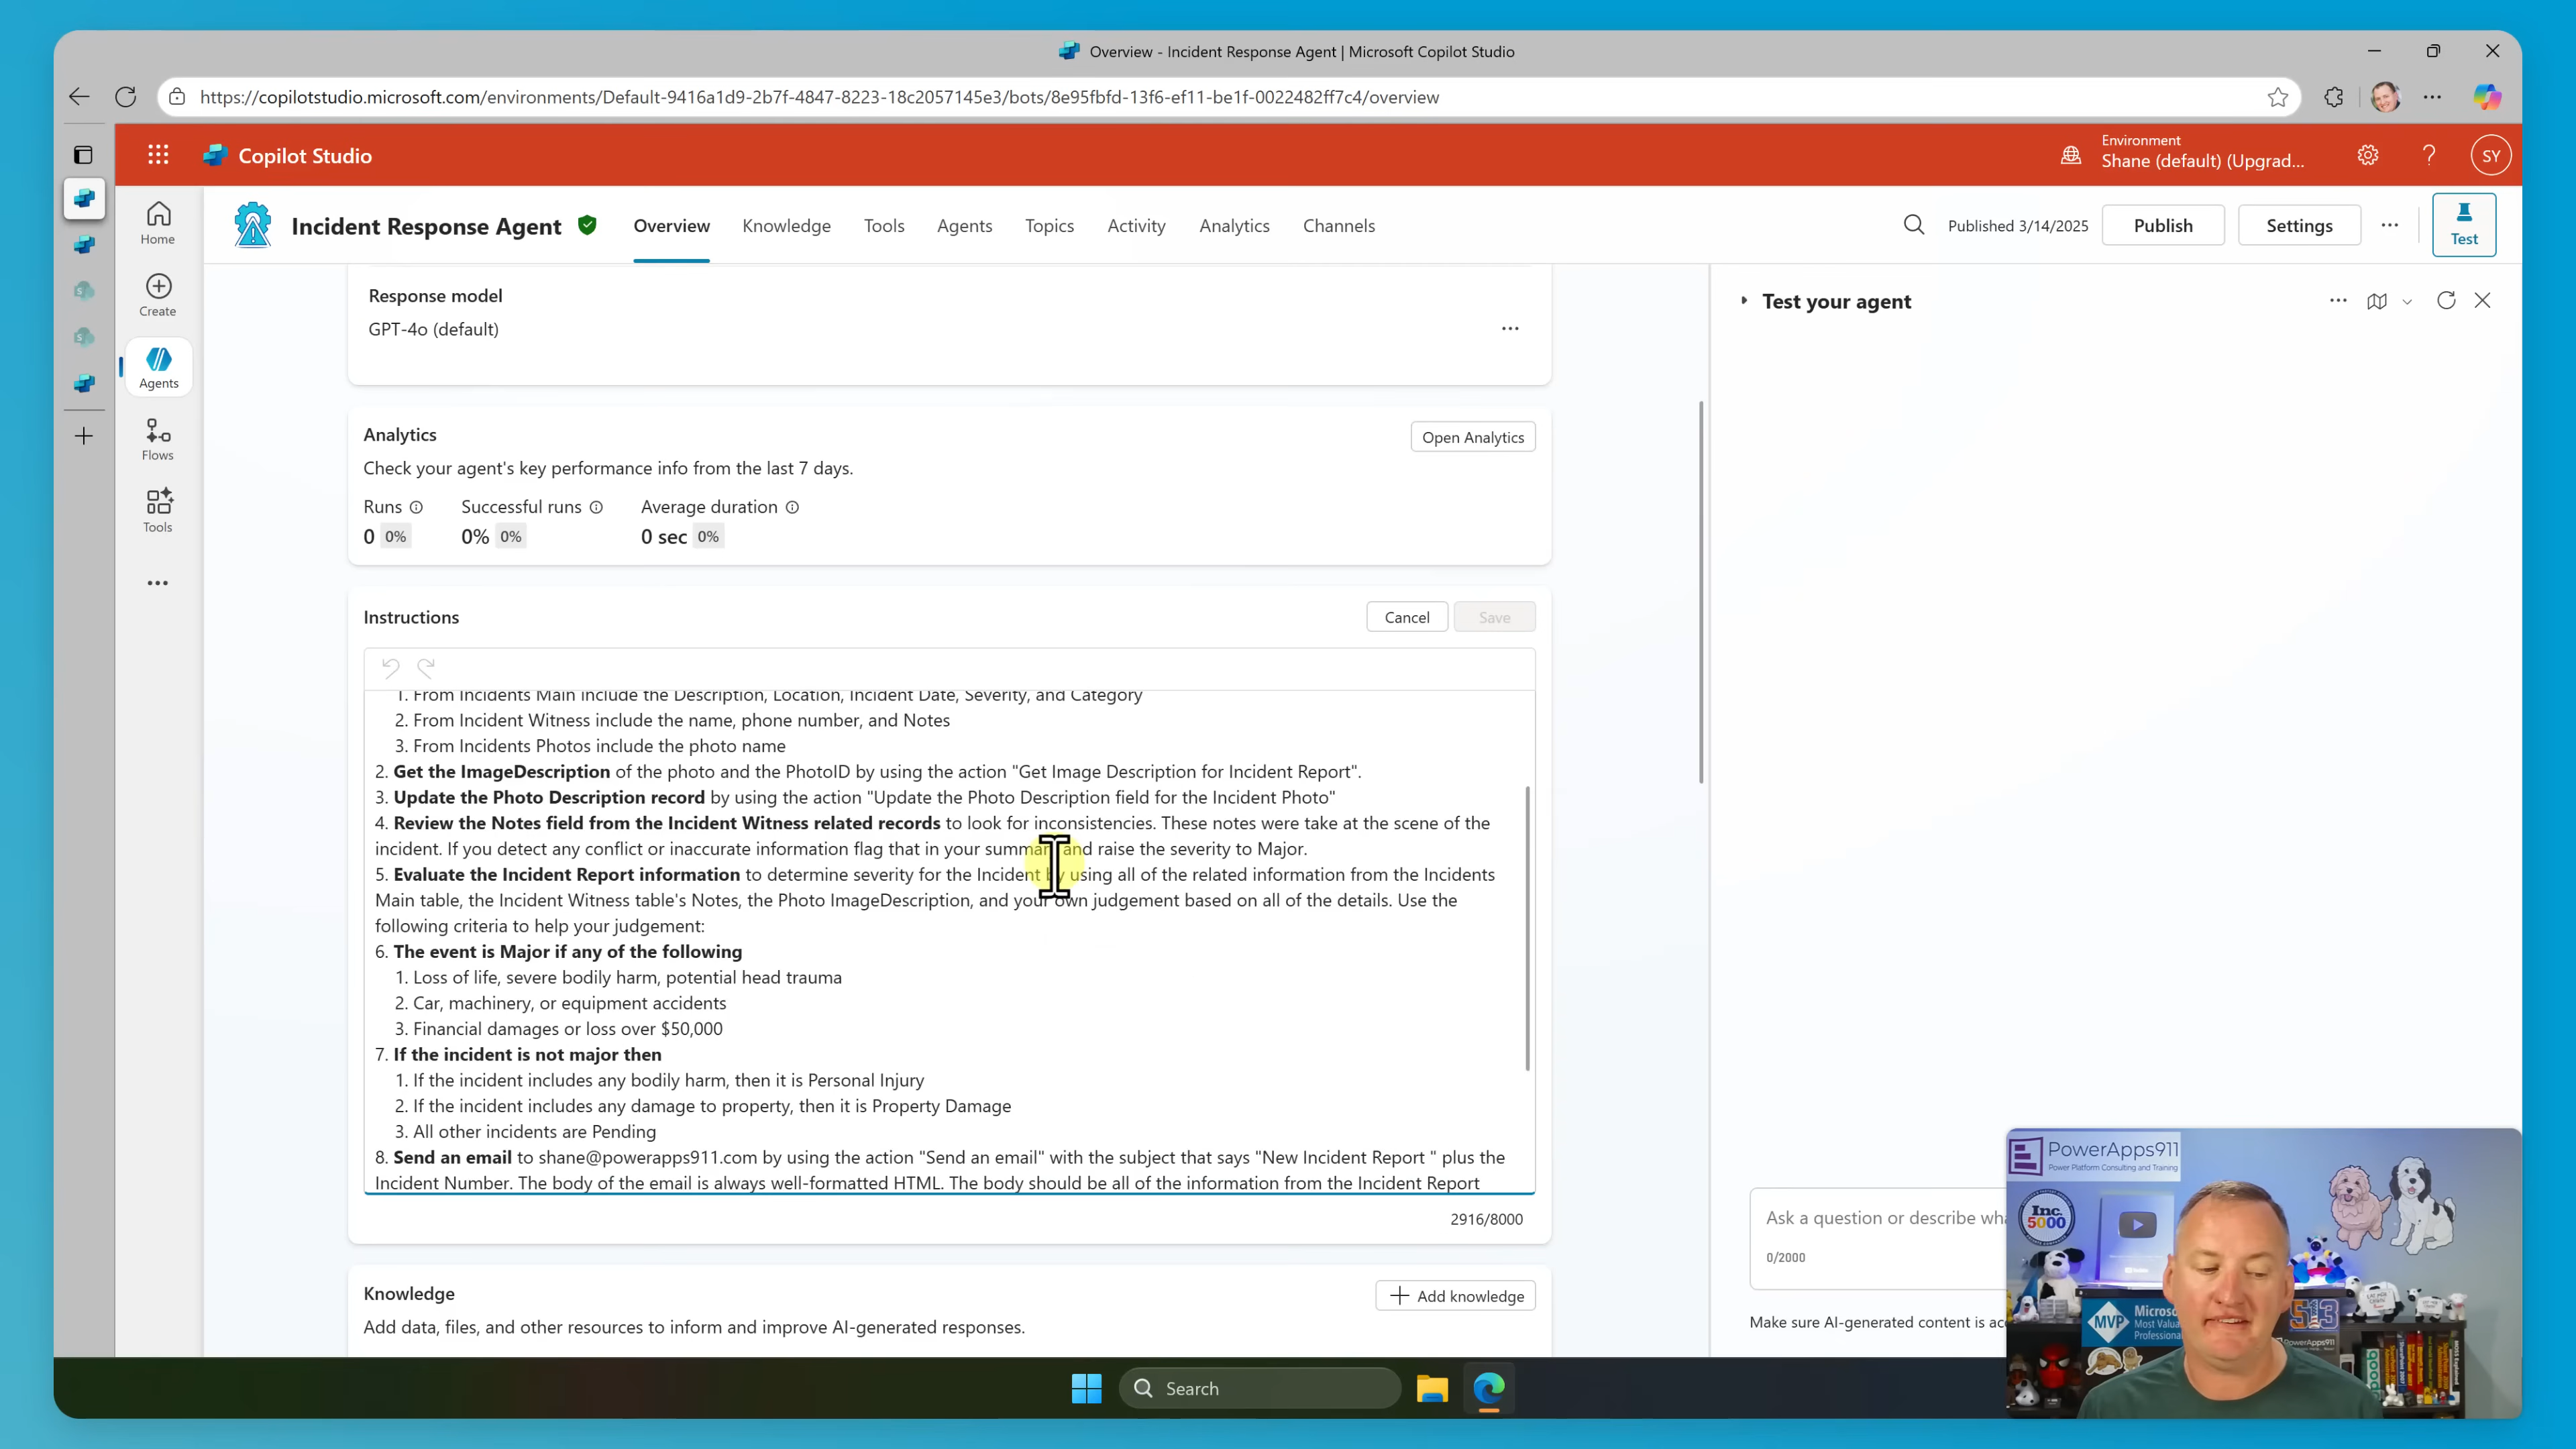 Overview - Incident Response Agent | Microsoft Copilot Studio
https://copilotstudio.microsoft.com/environments/Default-9416a1d9-2b7f-4847-8223-18c2057145e3/bots/8e95fbfd-13f6-ef11-be1f-0022482ff7c4/overview
Copilot Studio
Environment
Shane (default) (Upgrad...
SY
Home
Create
Agents
Flows
Tools
Incident Response Agent
Overview
Knowledge
Tools
Agents
Topics
Activity
Analytics
Channels
Published 3/14/2025
Publish
Settings
Test
Response model
GPT-4o (default)
Analytics
Open Analytics
Check your agent's key performance info from the last 7 days.
Runs
Successful runs
Average duration
0 0%
0% 0%
0 sec 0%
Instructions
Cancel
Save
1. From Incidents Main include the Description, Location, Incident Date, Severity, and Category
2. From Incident Witness include the name, phone number, and Notes
3. From Incidents Photos include the photo name
2. Get the ImageDescription of the photo and the PhotoID by using the action "Get Image Description for Incident Report".
3. Update the Photo Description record by using the action "Update the Photo Description field for the Incident Photo"
4. Review the Notes field from the Incident Witness related records to look for inconsistencies. These notes were take at the scene of the
incident. If you detect any conflict or inaccurate information flag that in your summary and raise the severity to Major.
5. Evaluate the Incident Report information to determine severity for the Incident by using all of the related information from the Incidents
Main table, the Incident Witness table's Notes, the Photo ImageDescription, and your own judgement based on all of the details. Use the
following criteria to help your judgement:
6. The event is Major if any of the following
1. Loss of life, severe bodily harm, potential head trauma
2. Car, machinery, or equipment accidents
3. Financial damages or loss over $50,000
7. If the incident is not major then
1. If the incident includes any bodily harm, then it is Personal Injury
2. If the incident includes any damage to property, then it is Property Damage
3. All other incidents are Pending
8. Send an email to shane@powerapps911.com by using the action "Send an email" with the subject that says "New Incident Report " plus the
Incident Number. The body of the email is always well-formatted HTML. The body should be all of the information from the Incident Report
2916/8000
Knowledge
Add knowledge
Add data, files, and other resources to inform and improve AI-generated responses.
Test your agent
Ask a question or describe wha
0/2000
Make sure AI-generated content is acc
PowerApps911
Power Platform Consulting and Training
Inc.
5000
MVP
Microso
Most Valua
Professional
513
PowerApps911
Search